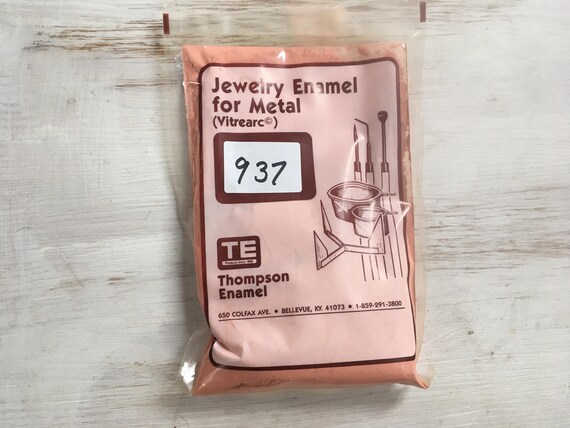 Jewelry Enamel
for Metal
(Vitrearc©)
937
TE
Thompson
Enamel
650 COLFAX AVE. • BELLEVUE, KY. 41073 • 1-859-291-3800